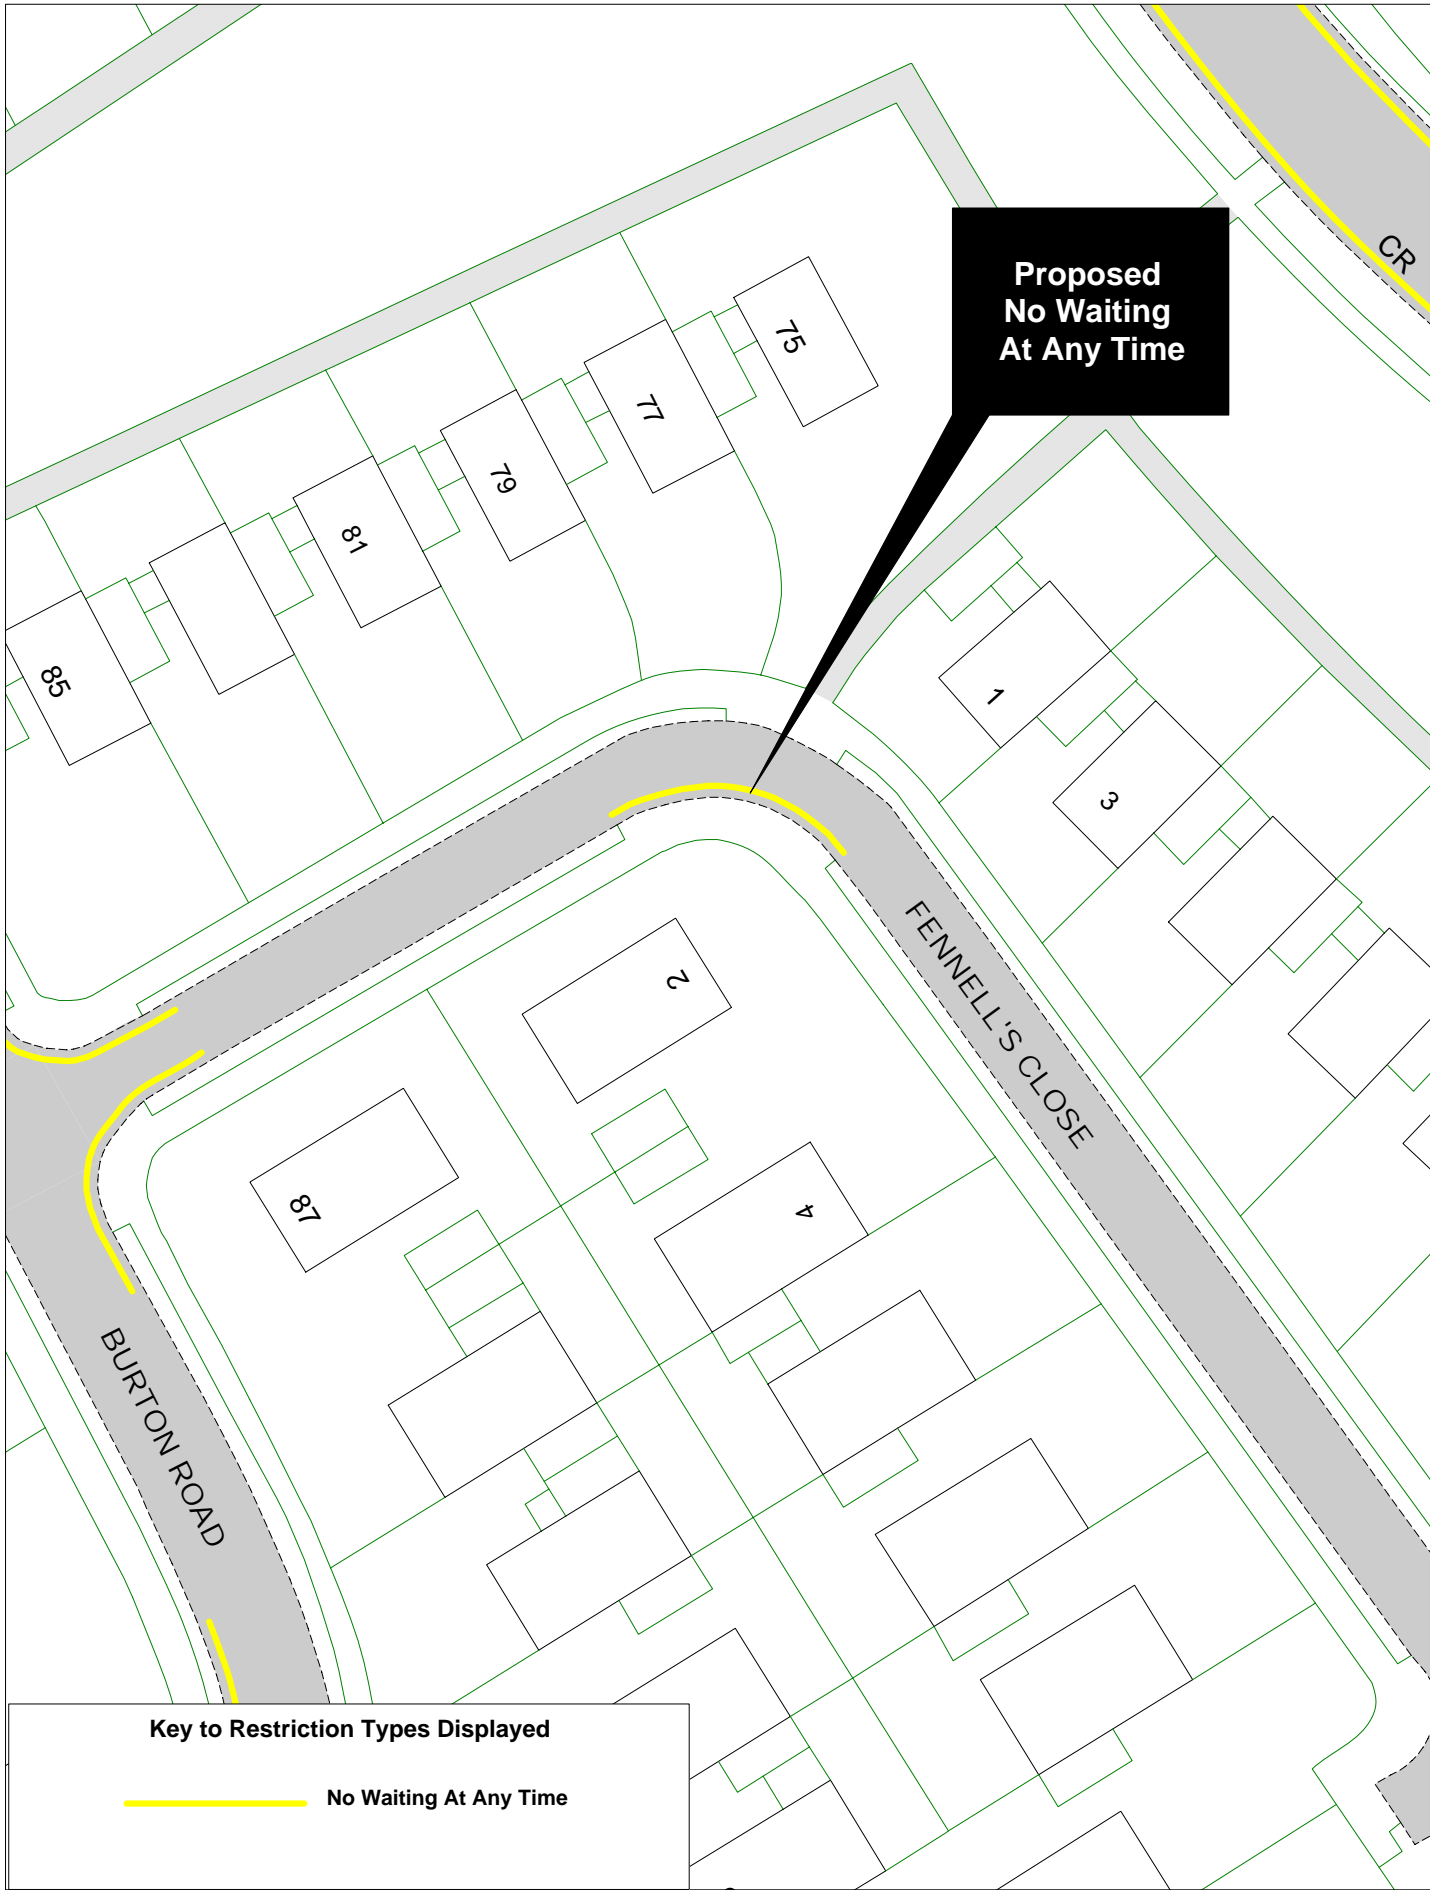 CR
Proposed
No Waiting
At Any Time
75
77
79
81
85
1
3
2
4
87
FENNELL'S CLOSE
BURTON ROAD
Key to Restriction Types Displayed
No Waiting At Any Time